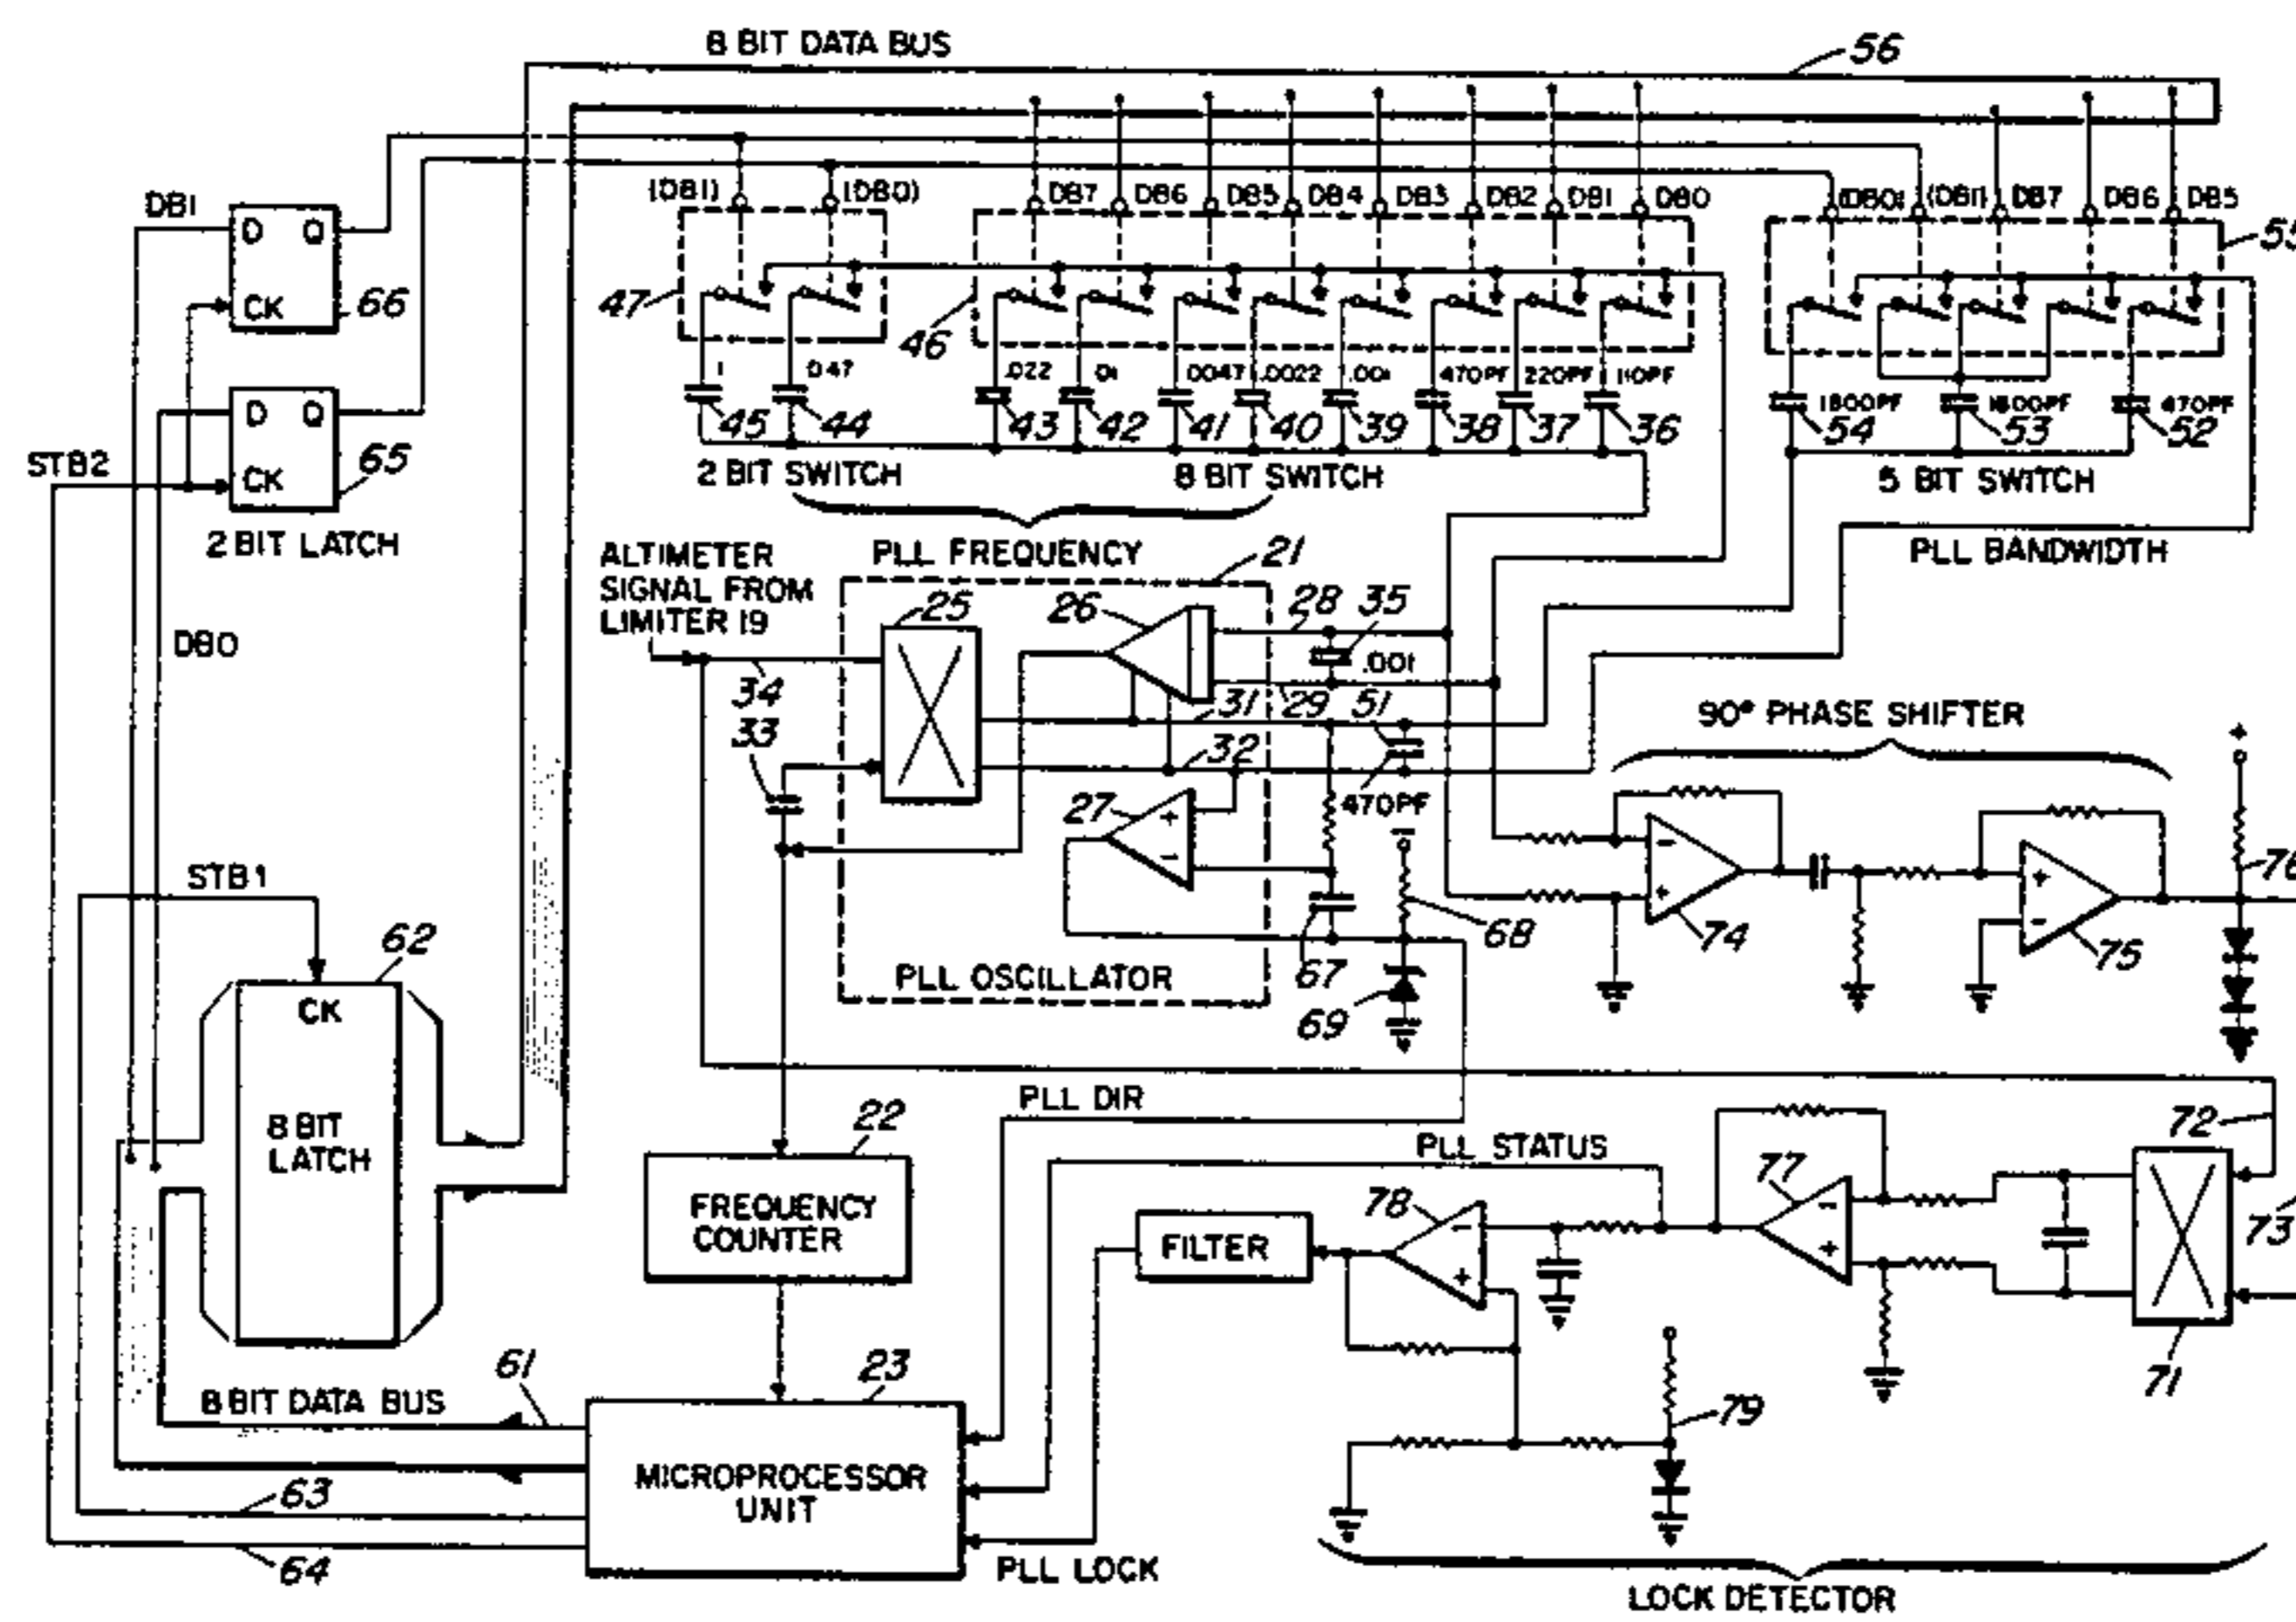 8 BIT DATA BUS
56
DB1
D Q
CK
66
(DB1) (DB0)
DB7 DB6 DB5 DB4 DB3 DB2 DB1 DB0
(DB0) (DB1) DB7 DB6 DB5
47
46
55
1 .047 .022 .01 .0047 .0022 .001 470PF 220PF 110PF
1800PF 1800PF 470PF
45 44 43 42 41 40 39 38 37 36
54 53 52
STB2
D Q
CK
65
2 BIT LATCH
2 BIT SWITCH
8 BIT SWITCH
5 BIT SWITCH
PLL FREQUENCY
PLL BANDWIDTH
ALTIMETER
SIGNAL FROM
LIMITER 19
21
25
26
28
35
.001
DB0
34
31
29
51
33
32
470PF
27
+
-
90° PHASE SHIFTER
+
-
+
74
+
-
75
76
-
68
67
69
PLL OSCILLATOR
STB1
62
CK
8 BIT
LATCH
PLL DIR
22
FREQUENCY
COUNTER
PLL STATUS
72
77
-
+
73
71
78
-
+
FILTER
79
61
23
8 BIT DATA BUS
MICROPROCESSOR
UNIT
63
64
PLL LOCK
LOCK DETECTOR